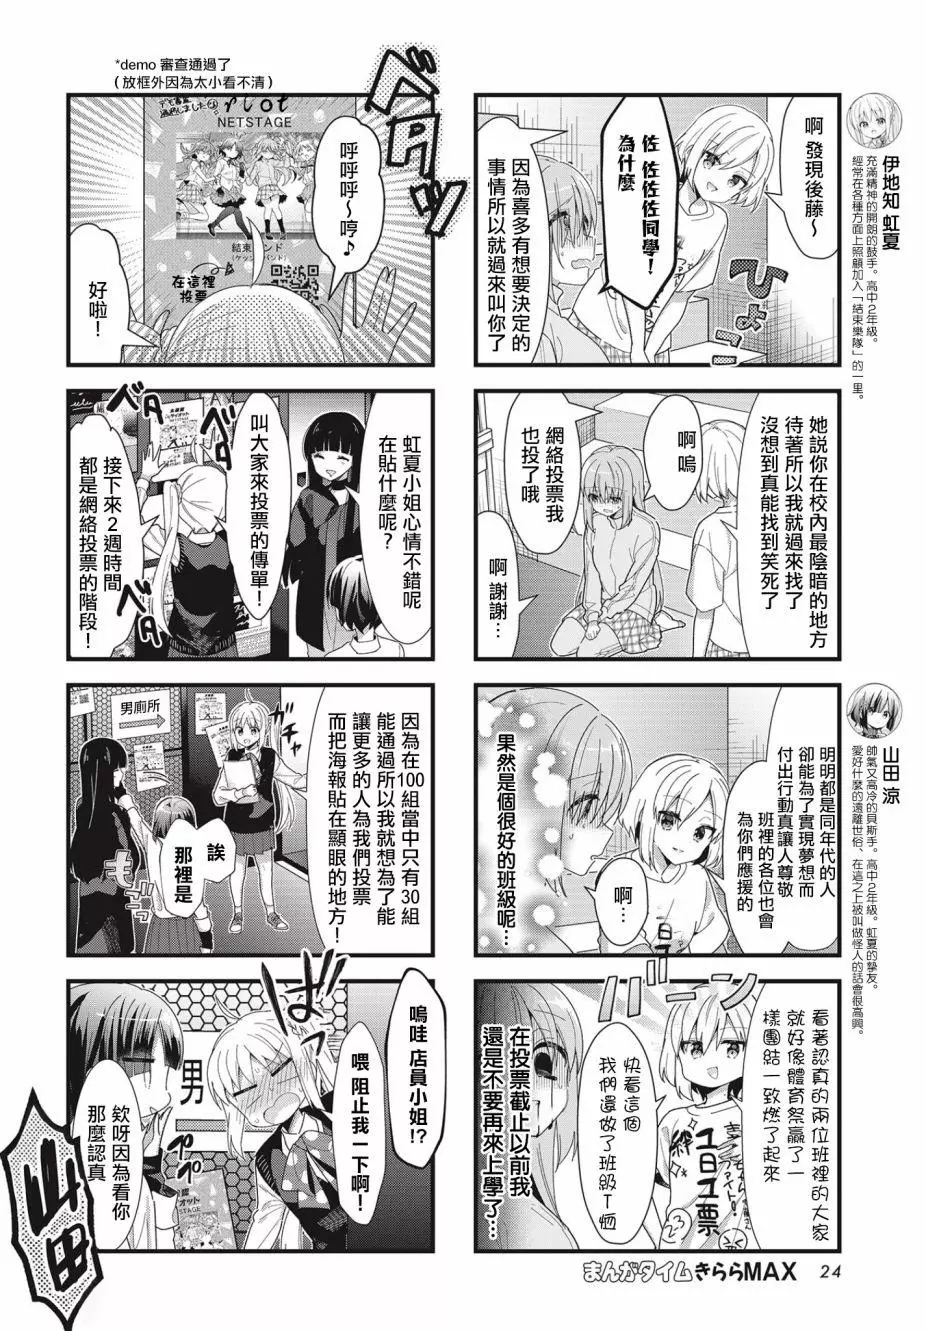 啊 發現後藤～
佐 佐佐佐同學！
為什麼
因為喜多有想要決定的
事情所以就過來叫你了
ひょこ
她說你在校內最陰暗的地方
待著所以我就過來找了
沒想到真能找到笑死了
啊嗚
網絡投票我
也投了哦
啊 謝謝…
明明都是同年代的人
卻能為了實現夢想而
付出行動真讓人尊敬
班裡的各位也會
為你們應援的
啊…
果然是個很好的班級呢…
看著認真的兩位班裡的大家
就好像體育祭贏了一
樣團結一致燃了起來
快看這個
我們還做了班級T恤
バーン
1日1票
在投票截止以前我
還是不要再來上學了…
*demo 審查通過了
（放框外因為太小看不清）
NETSTAGE
結束バンド
在這裡
投票
呼呼呼～哼♪
好啦！
虹夏小姐心情不錯呢
在貼什麼呢？
叫大家來投票的傳單！
接下來2週時間
都是網絡投票的階段！
ベタ
ベタ
因為在100組當中只有30組
能通過所以我就想為了能
讓更多的人為我們投票
而把海報貼在顯眼的地方！
男廁所
誒
那裡是
嗚哇 店員小姐!?
喂 阻止我一下啊！
男
欸呀因為看你
那麼認真
山田
伊地知 虹夏
充滿精神的開朗的鼓手。高中2年級。
經常在各種方面上照顧加入「結束樂隊」的一里。
山田 涼
帥氣又高冷的貝斯手。高中2年級。虹夏的摯友。
愛好什麼的遠離世俗、在這之上被叫做怪人的話會很高興。
まんがタイムきららMAX 24